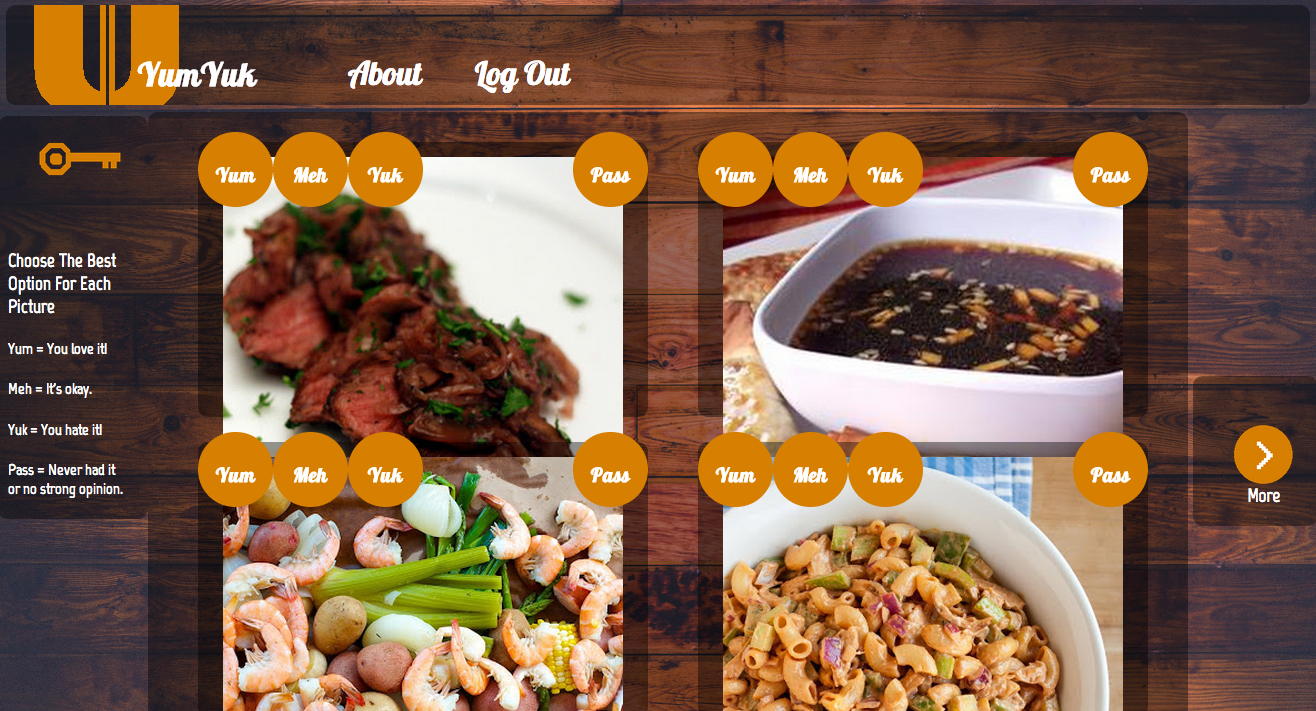 YumYuk About Log Out
Choose The Best
Option For Each
Picture
Yum = You love it!
Meh = It's okay.
Yuk = You hate it!
Pass = Never had it
or no strong opinion.
Yum Meh Yuk Pass
Yum Meh Yuk Pass
Yum Meh Yuk Pass
Yum Meh Yuk Pass
More